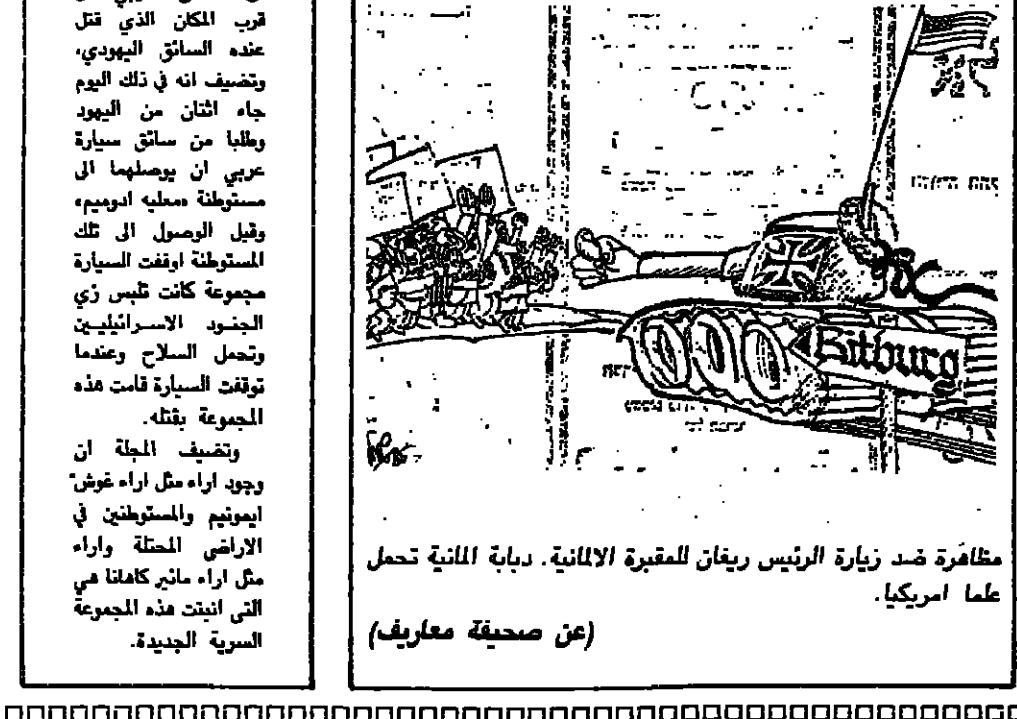 قرب المكان الذي قتل
عنده السائق اليهودي،
وتضيف انه في ذلك اليوم
جاء اثنان من اليهود
وطلبا من سائق سيارة
عربي ان يوصلهما الى
مستوطنة «معليه ادوميم»
وقبل الوصول الى تلك
المستوطنة اوقفت السيارة
مجموعة كانت تلبس زي
الجنود الاسرائيليين
وتحمل السلاح وعندما
توقفت السيارة قامت هذه
المجموعة بقتله.
وتضيف المجلة ان
وجود اراء مثل اراء غوش
ايمونيم والمستوطنين في
الاراضي المحتلة واراء
مثل اراء مائير كاهانا هي
التي انبتت هذه المجموعة
السرية الجديدة.
Bitburg
مظاهرة ضد زيارة الرئيس ريغان للمقبرة الالمانية. دبابة المانية تحمل
علما امريكيا.
(عن صحيفة معاريف)